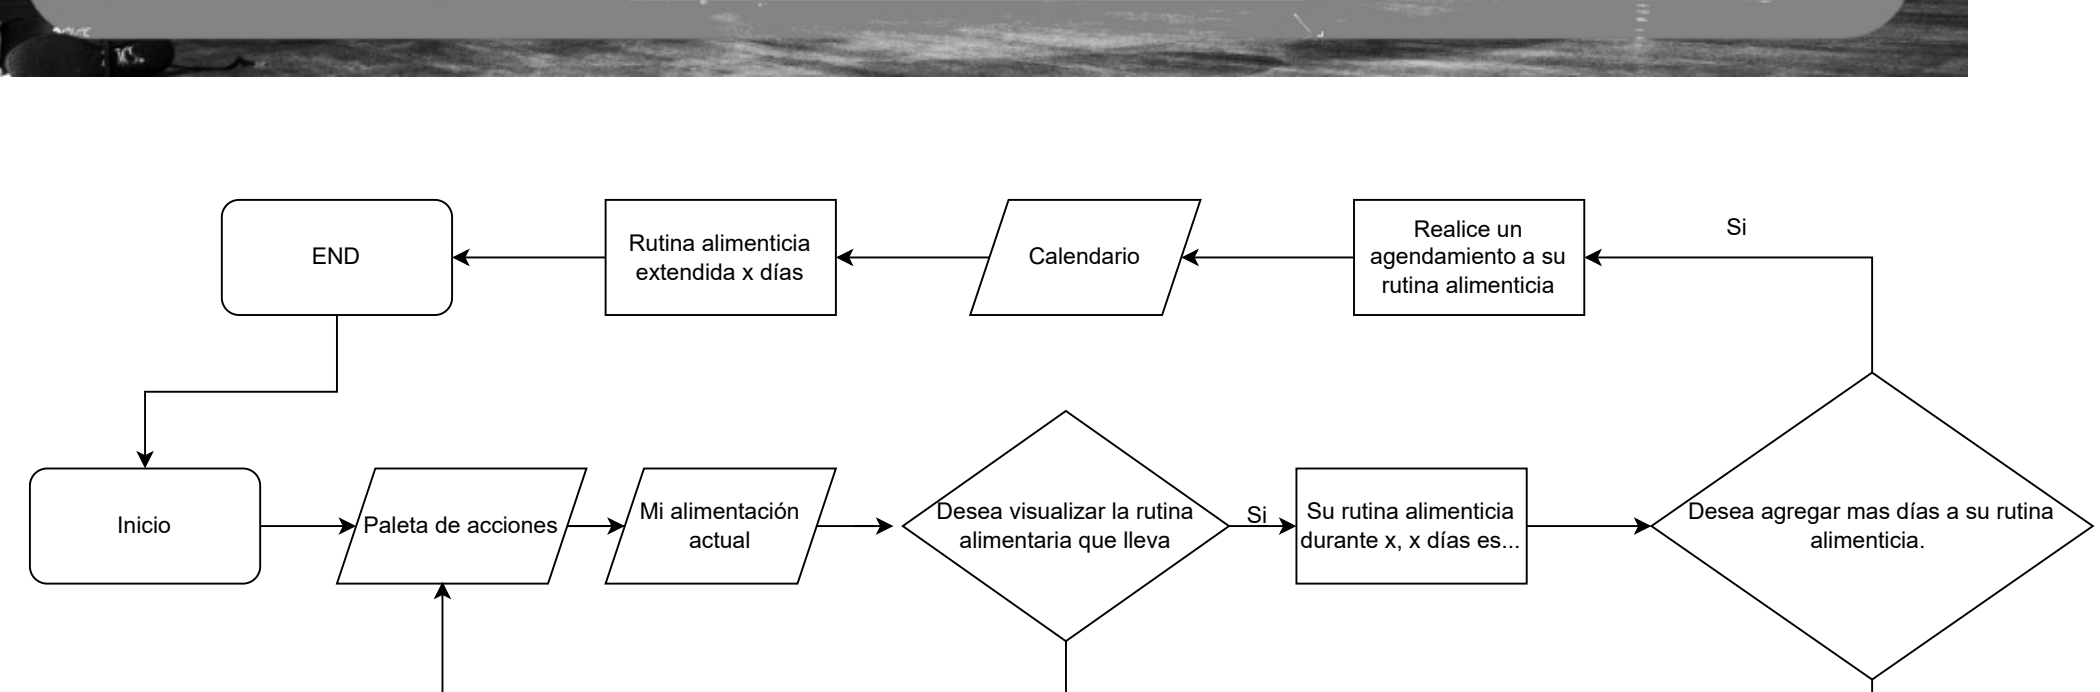 END
Rutina alimenticia
extendida x días
Calendario
Realice un
agendamiento a su
rutina alimenticia
Si
Inicio
Paleta de acciones
Mi alimentación
actual
Desea visualizar la rutina
alimentaria que lleva
Si
Su rutina alimenticia
durante x, x días es...
Desea agregar mas días a su rutina
alimenticia.